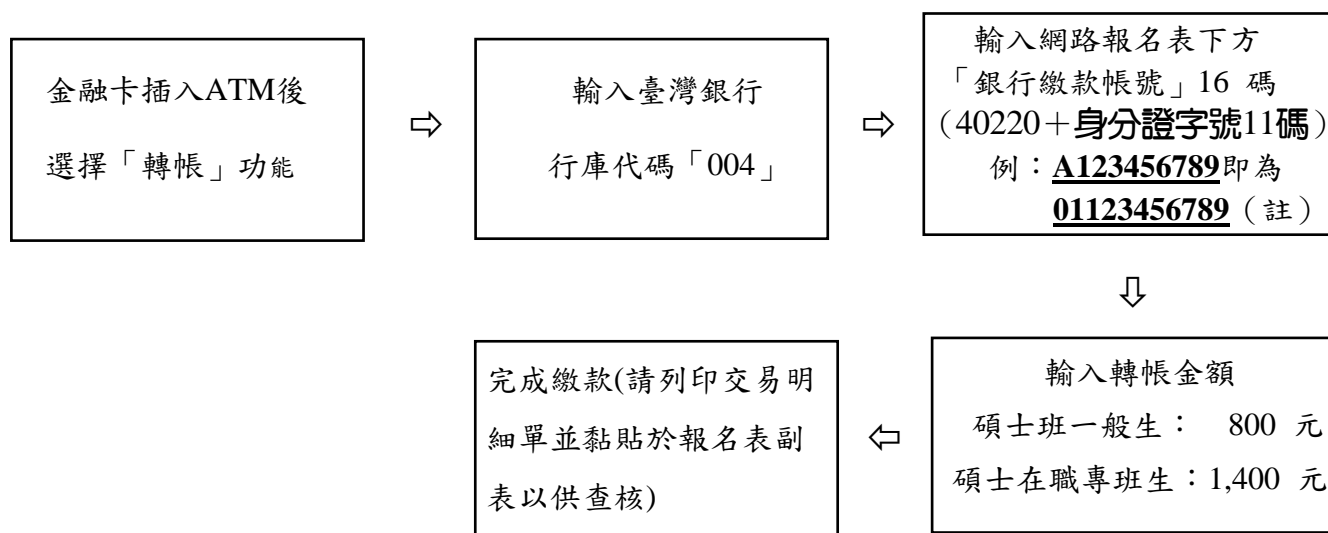 金融卡插入ATM後
選擇「轉帳」功能
⇨
輸入臺灣銀行
行庫代碼「004」
⇨
輸入網路報名表下方
「銀行繳款帳號」16 碼
（40220＋身分證字號11碼）
例：A123456789即為
01123456789（註）
⇩
輸入轉帳金額
碩士班一般生： 800 元
碩士在職專班生：1,400 元
⇦
完成繳款(請列印交易明
細單並黏貼於報名表副
表以供查核)